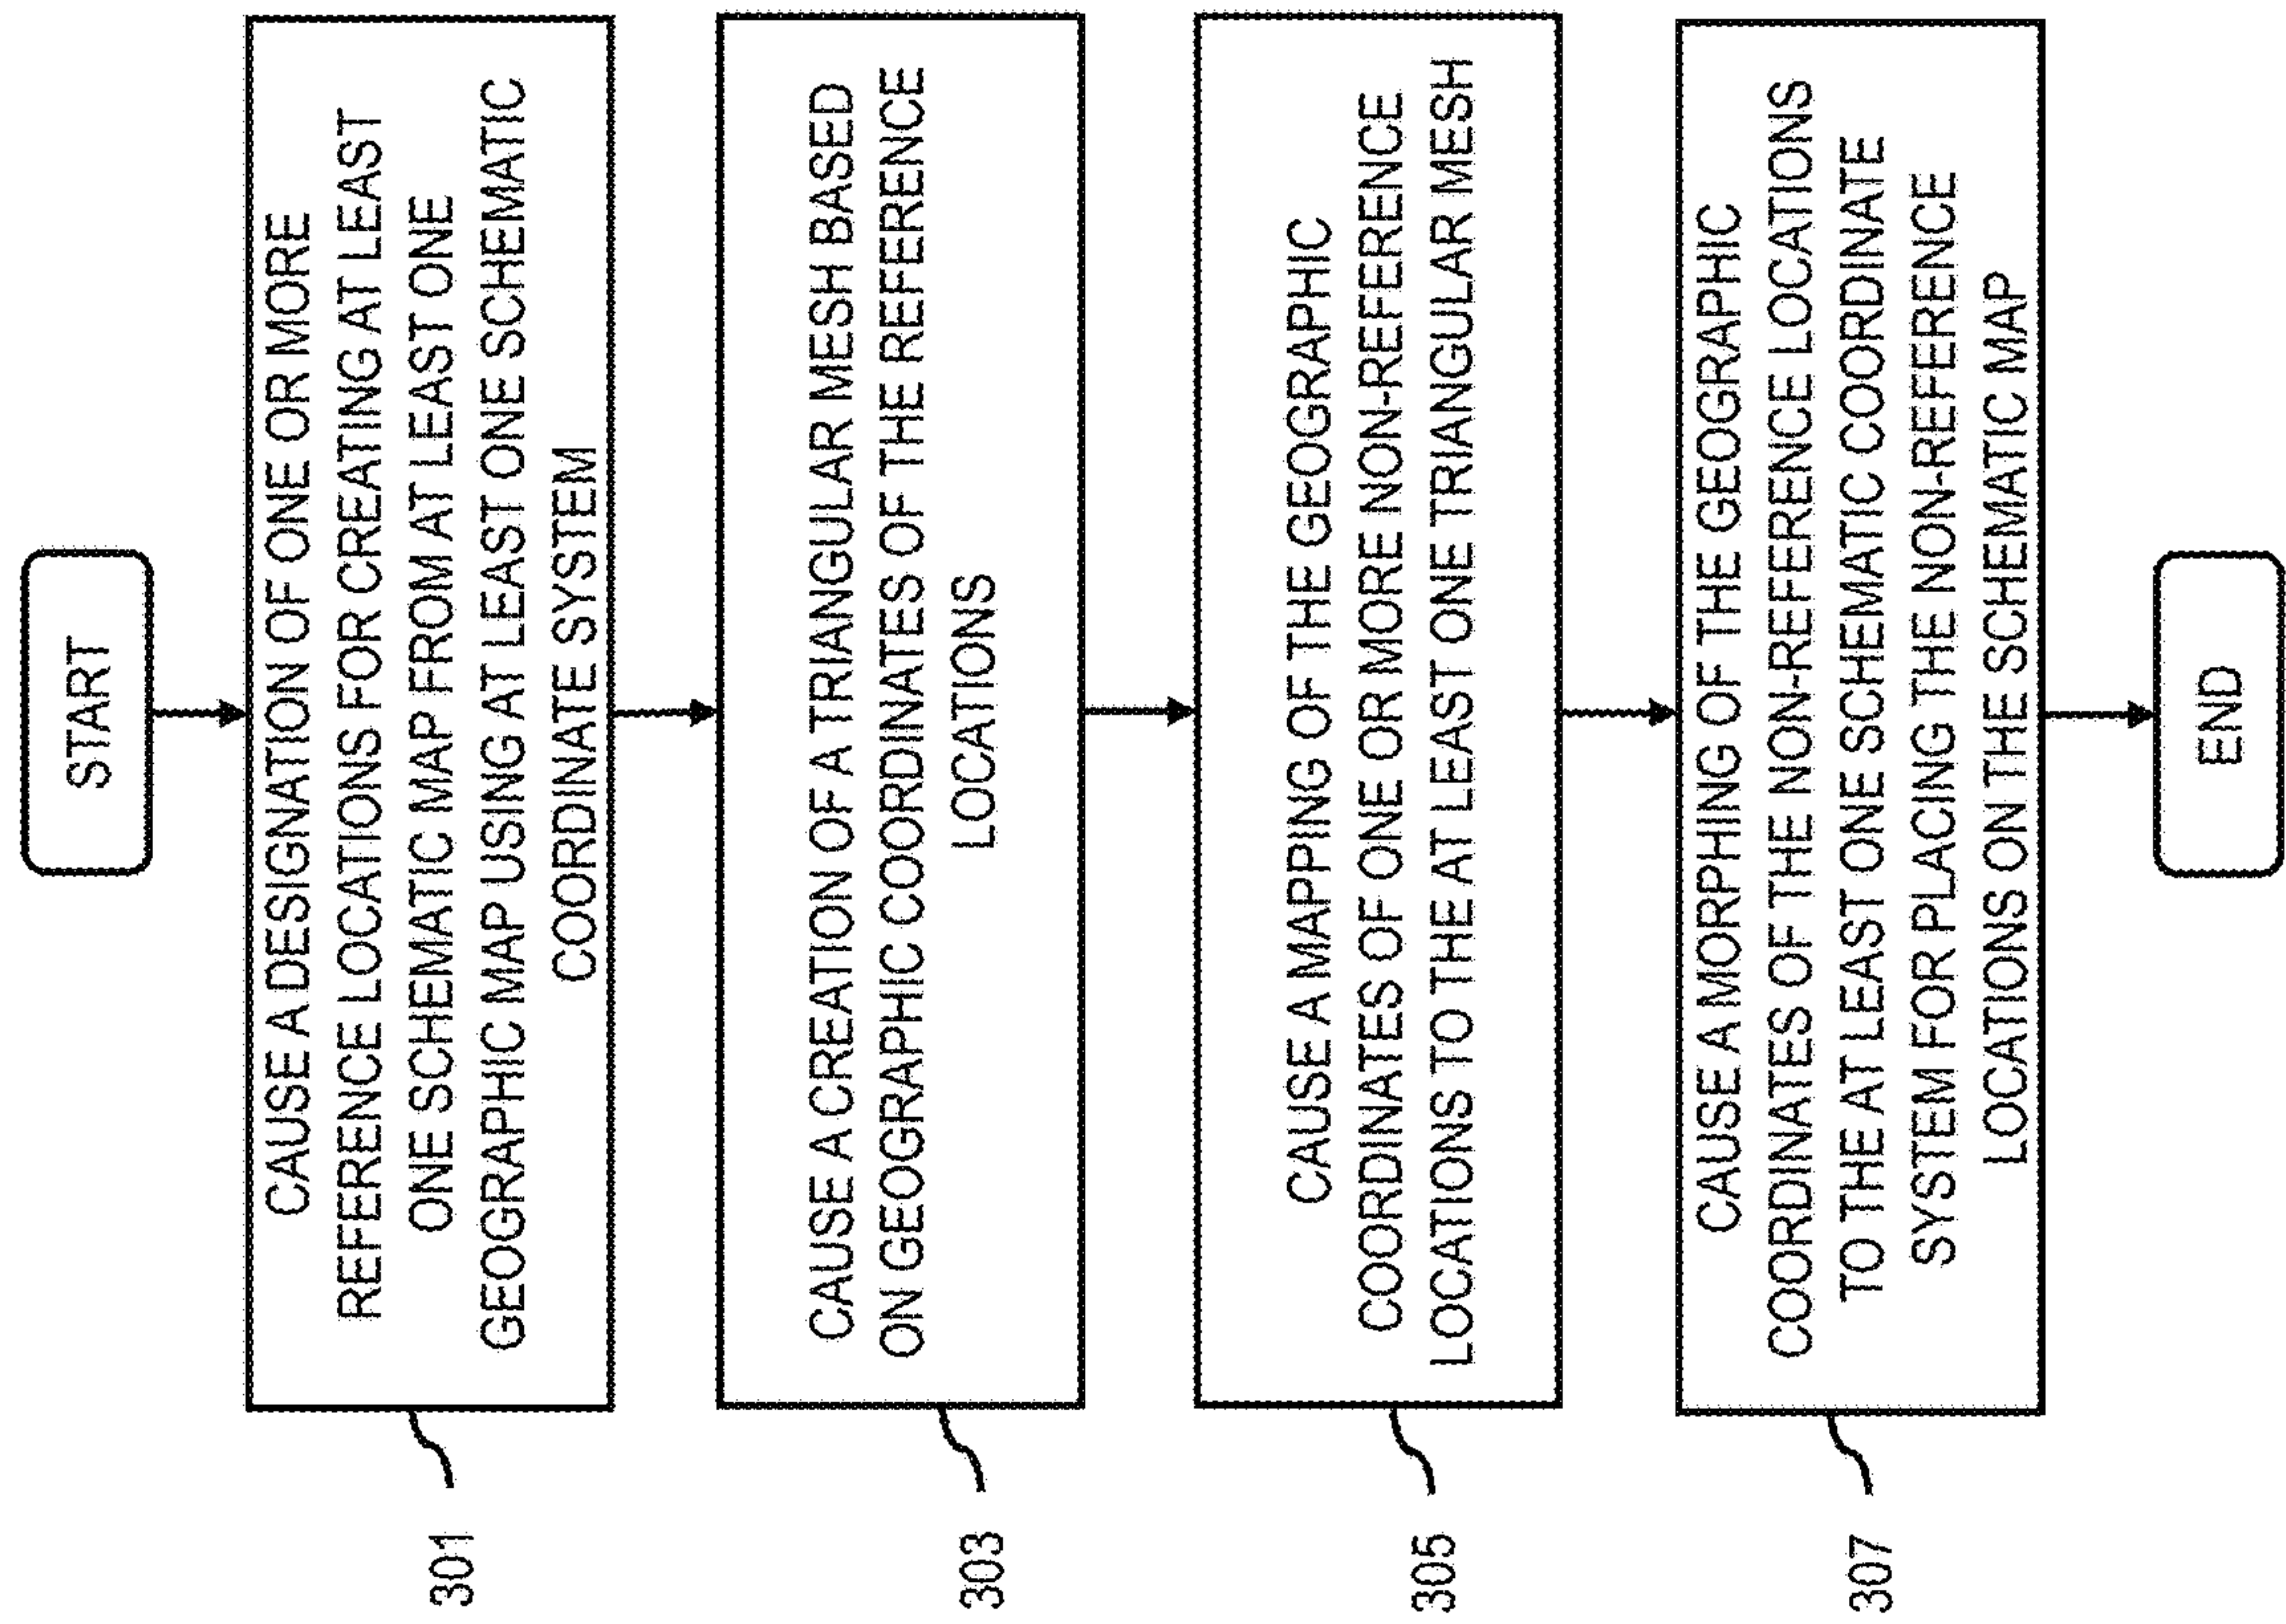 START
CAUSE A DESIGNATION OF ONE OR MORE
REFERENCE LOCATIONS FOR CREATING AT LEAST
ONE SCHEMATIC MAP FROM AT LEAST ONE
GEOGRAPHIC MAP USING AT LEAST ONE SCHEMATIC
COORDINATE SYSTEM
301
CAUSE A CREATION OF A TRIANGULAR MESH BASED
ON GEOGRAPHIC COORDINATES OF THE REFERENCE
LOCATIONS
303
CAUSE A MAPPING OF THE GEOGRAPHIC
COORDINATES OF ONE OR MORE NON-REFERENCE
LOCATIONS TO THE AT LEAST ONE TRIANGULAR MESH
305
CAUSE A MORPHING OF THE GEOGRAPHIC
COORDINATES OF THE NON-REFERENCE LOCATIONS
TO THE AT LEAST ONE SCHEMATIC COORDINATE
SYSTEM FOR PLACING THE NON-REFERENCE
LOCATIONS ON THE SCHEMATIC MAP
307
END